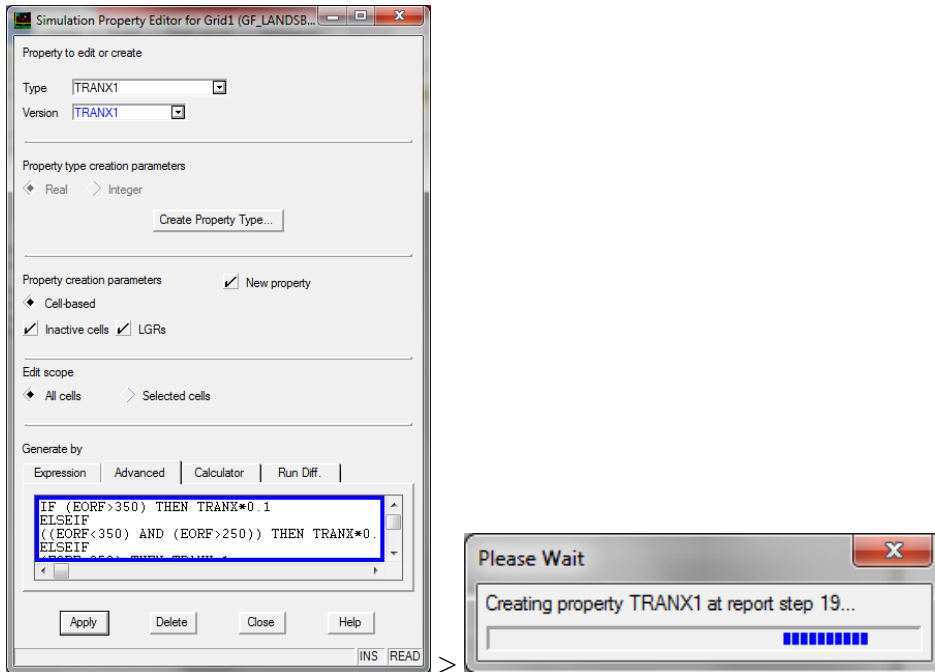 Simulation Property Editor for Grid1 (GF_LANDSB...
Property to edit or create
Type TRANX1
Version TRANX1
Property type creation parameters
Real Integer
Create Property Type...
Property creation parameters New property
Cell-based
Inactive cells LGRs
Edit scope
All cells Selected cells
Generate by
Expression Advanced Calculator Run Diff.
IF (EORF>350) THEN TRANX*0.1
ELSEIF
((EORF<350) AND (EORF>250)) THEN TRANX*0.
ELSEIF
Apply Delete Close Help
INS READ
>
Please Wait
Creating property TRANX1 at report step 19...